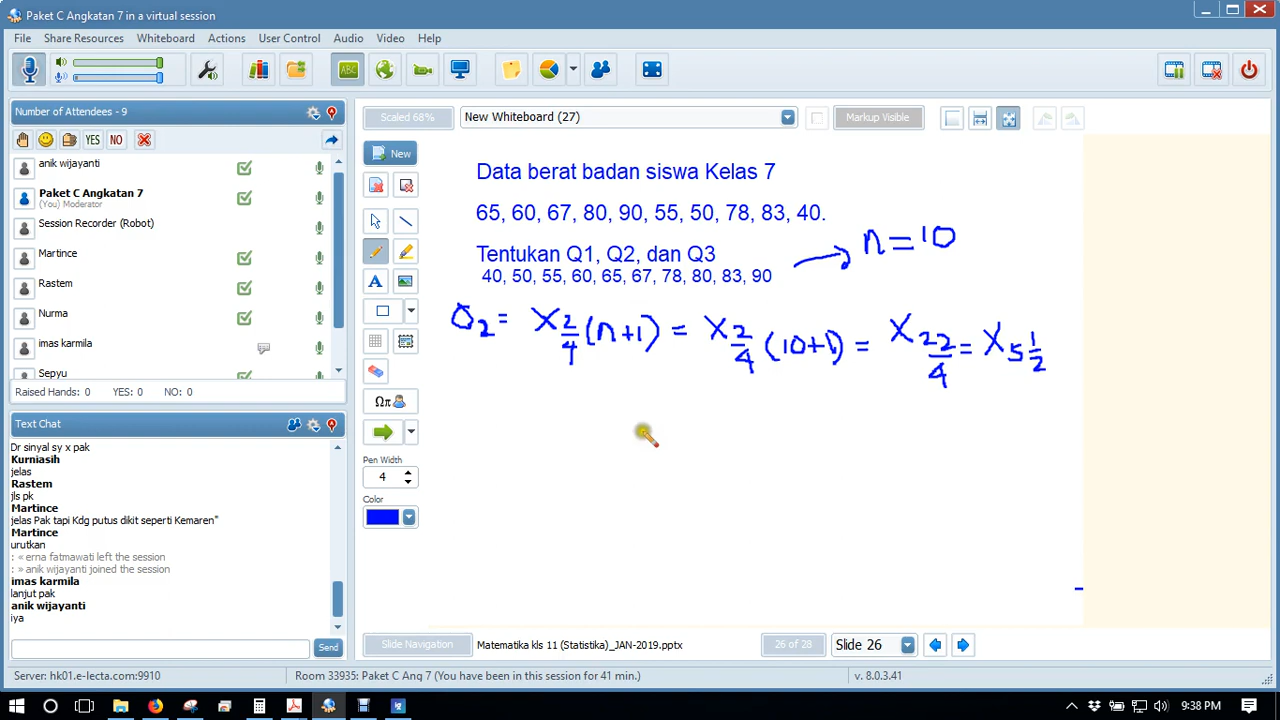 Paket C Angkatan 7 in a virtual session
File Share Resources Whiteboard Actions User Control Audio Video Help
Number of Attendees - 9
YES NO
anik wijayanti
Paket C Angkatan 7
(You) Moderator
Session Recorder (Robot)
Martince
Rastem
Nurma
imas karmila
Sepyu
Raised Hands: 0 YES: 0 NO: 0
Text Chat
Dr sinyal sy x pak
Kurniasih
jelas
Rastem
jls pk
Martince
jelas Pak tapi Kdg putus dikit seperti Kemaren"
Martince
urutkan
: « erna fatmawati left the session
: » anik wijayanti joined the session
imas karmila
lanjut pak
anik wijayanti
iya
Send
Scaled 68% New Whiteboard (27) Markup Visible
New
ABC
A
Ωπ
Pen Width
4
Color
Data berat badan siswa Kelas 7
65, 60, 67, 80, 90, 55, 50, 78, 83, 40.
Tentukan Q1, Q2, dan Q3
40, 50, 55, 60, 65, 67, 78, 80, 83, 90
n = 10
Q2 = X 2/4 (n+1) = X 2/4 (10+1) = X 22/4 = X 5 1/2
Slide Navigation Matematika kls 11 (Statistika)_JAN-2019.pptx 26 of 28 Slide 26
Server: hk01.e-lecta.com:9910 Room 33935: Paket C Ang 7 (You have been in this session for 41 min.) v. 8.0.3.41
9:38 PM